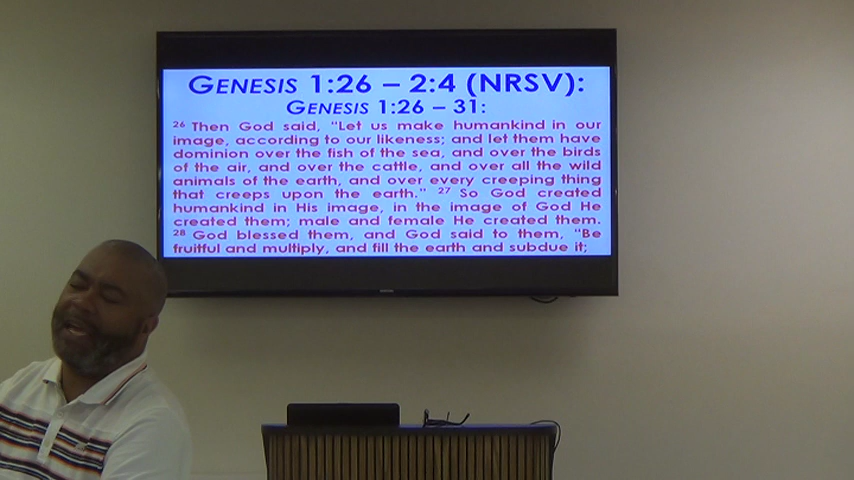 GENESIS 1:26 – 2:4 (NRSV):
GENESIS 1:26 – 31:
26 Then God said, "Let us make humankind in our
image, according to our likeness; and let them have
dominion over the fish of the sea, and over the birds
of the air, and over the cattle, and over all the wild
animals of the earth, and over every creeping thing
that creeps upon the earth." 27 So God created
humankind in His image, in the image of God He
created them; male and female He created them.
28 God blessed them, and God said to them, "Be
fruitful and multiply, and fill the earth and subdue it;